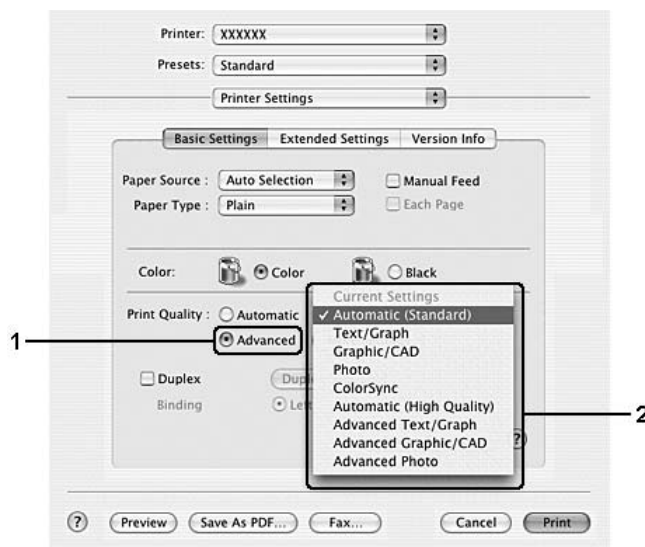 Printer: XXXXXX
Presets: Standard
Printer Settings
Basic Settings Extended Settings Version Info
Paper Source : Auto Selection Manual Feed
Paper Type : Plain Each Page
Color: Color Black
Print Quality : Automatic
1 Advanced
Current Settings
✓ Automatic (Standard)
Text/Graph
Graphic/CAD
Photo
ColorSync
Automatic (High Quality)
Advanced Text/Graph
Advanced Graphic/CAD
Advanced Photo
2
Duplex
Binding
?
? Preview Save As PDF... Fax... Cancel Print